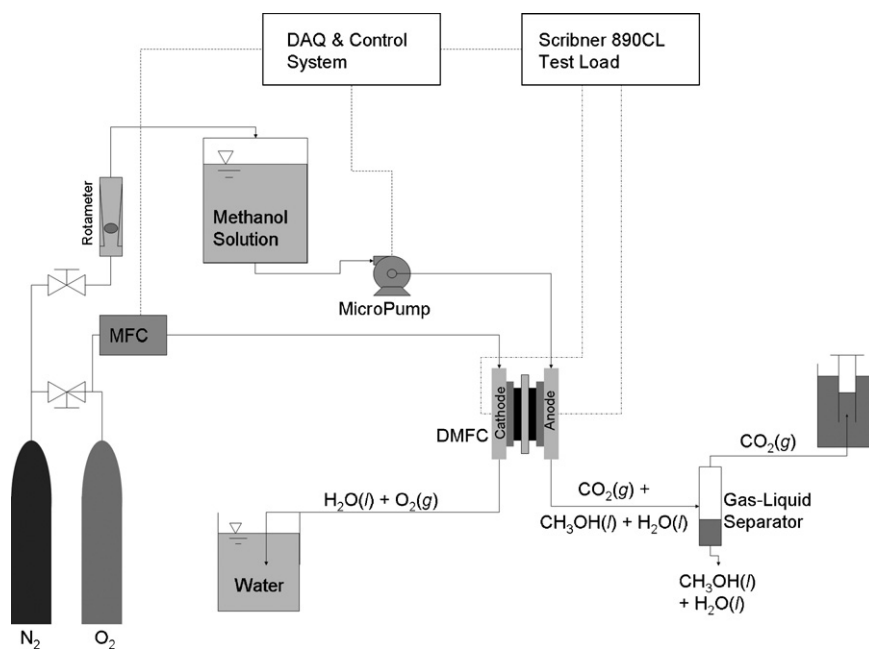 DAQ & Control
System
Scribner 890CL
Test Load
Rotameter
Methanol
Solution
MicroPump
MFC
Cathode
Anode
DMFC
CO₂(g)
H₂O(l) + O₂(g)
CO₂(g) +
CH₃OH(l) + H₂O(l)
Gas-Liquid
Separator
Water
CH₃OH(l)
+ H₂O(l)
N₂
O₂